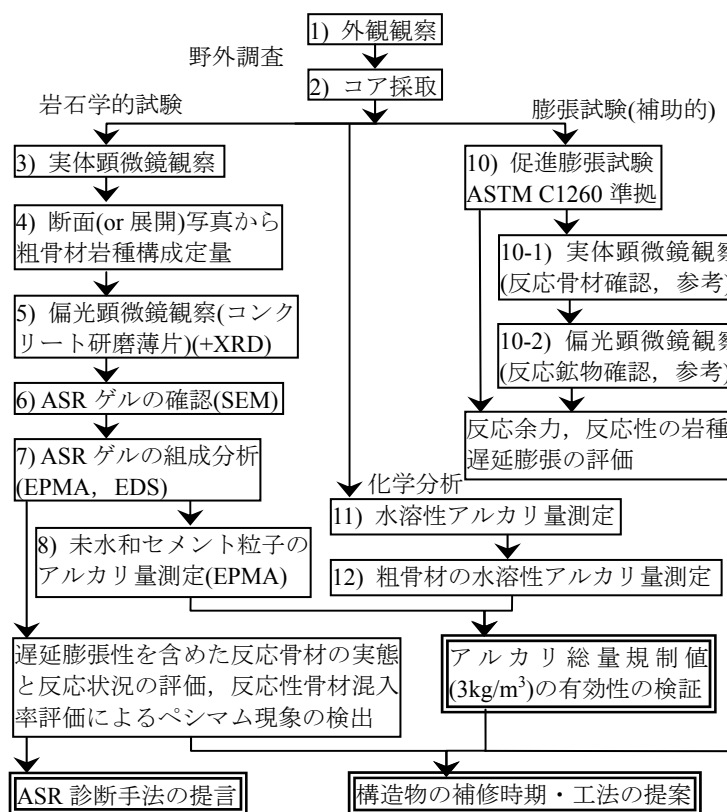 1) 外観観察
野外調査
2) コア採取
岩石学的試験
3) 実体顕微鏡観察
4) 断面(or 展開)写真から
粗骨材岩種構成定量
5) 偏光顕微鏡観察(コンク
リート研磨薄片)(+XRD)
6) ASR ゲルの確認(SEM)
7) ASR ゲルの組成分析
(EPMA，EDS)
8) 未水和セメント粒子の
アルカリ量測定(EPMA)
膨張試験(補助的)
10) 促進膨張試験
ASTM C1260 準拠
10-1) 実体顕微鏡観察
(反応骨材確認，参考)
10-2) 偏光顕微鏡観察
(反応鉱物確認，参考)
反応余力，反応性の岩種
遅延膨張の評価
化学分析
11) 水溶性アルカリ量測定
12) 粗骨材の水溶性アルカリ量測定
遅延膨張性を含めた反応骨材の実態
と反応状況の評価，反応性骨材混入
率評価によるペシマム現象の検出
アルカリ総量規制値
(3kg/m³)の有効性の検証
ASR 診断手法の提言
構造物の補修時期・工法の提案